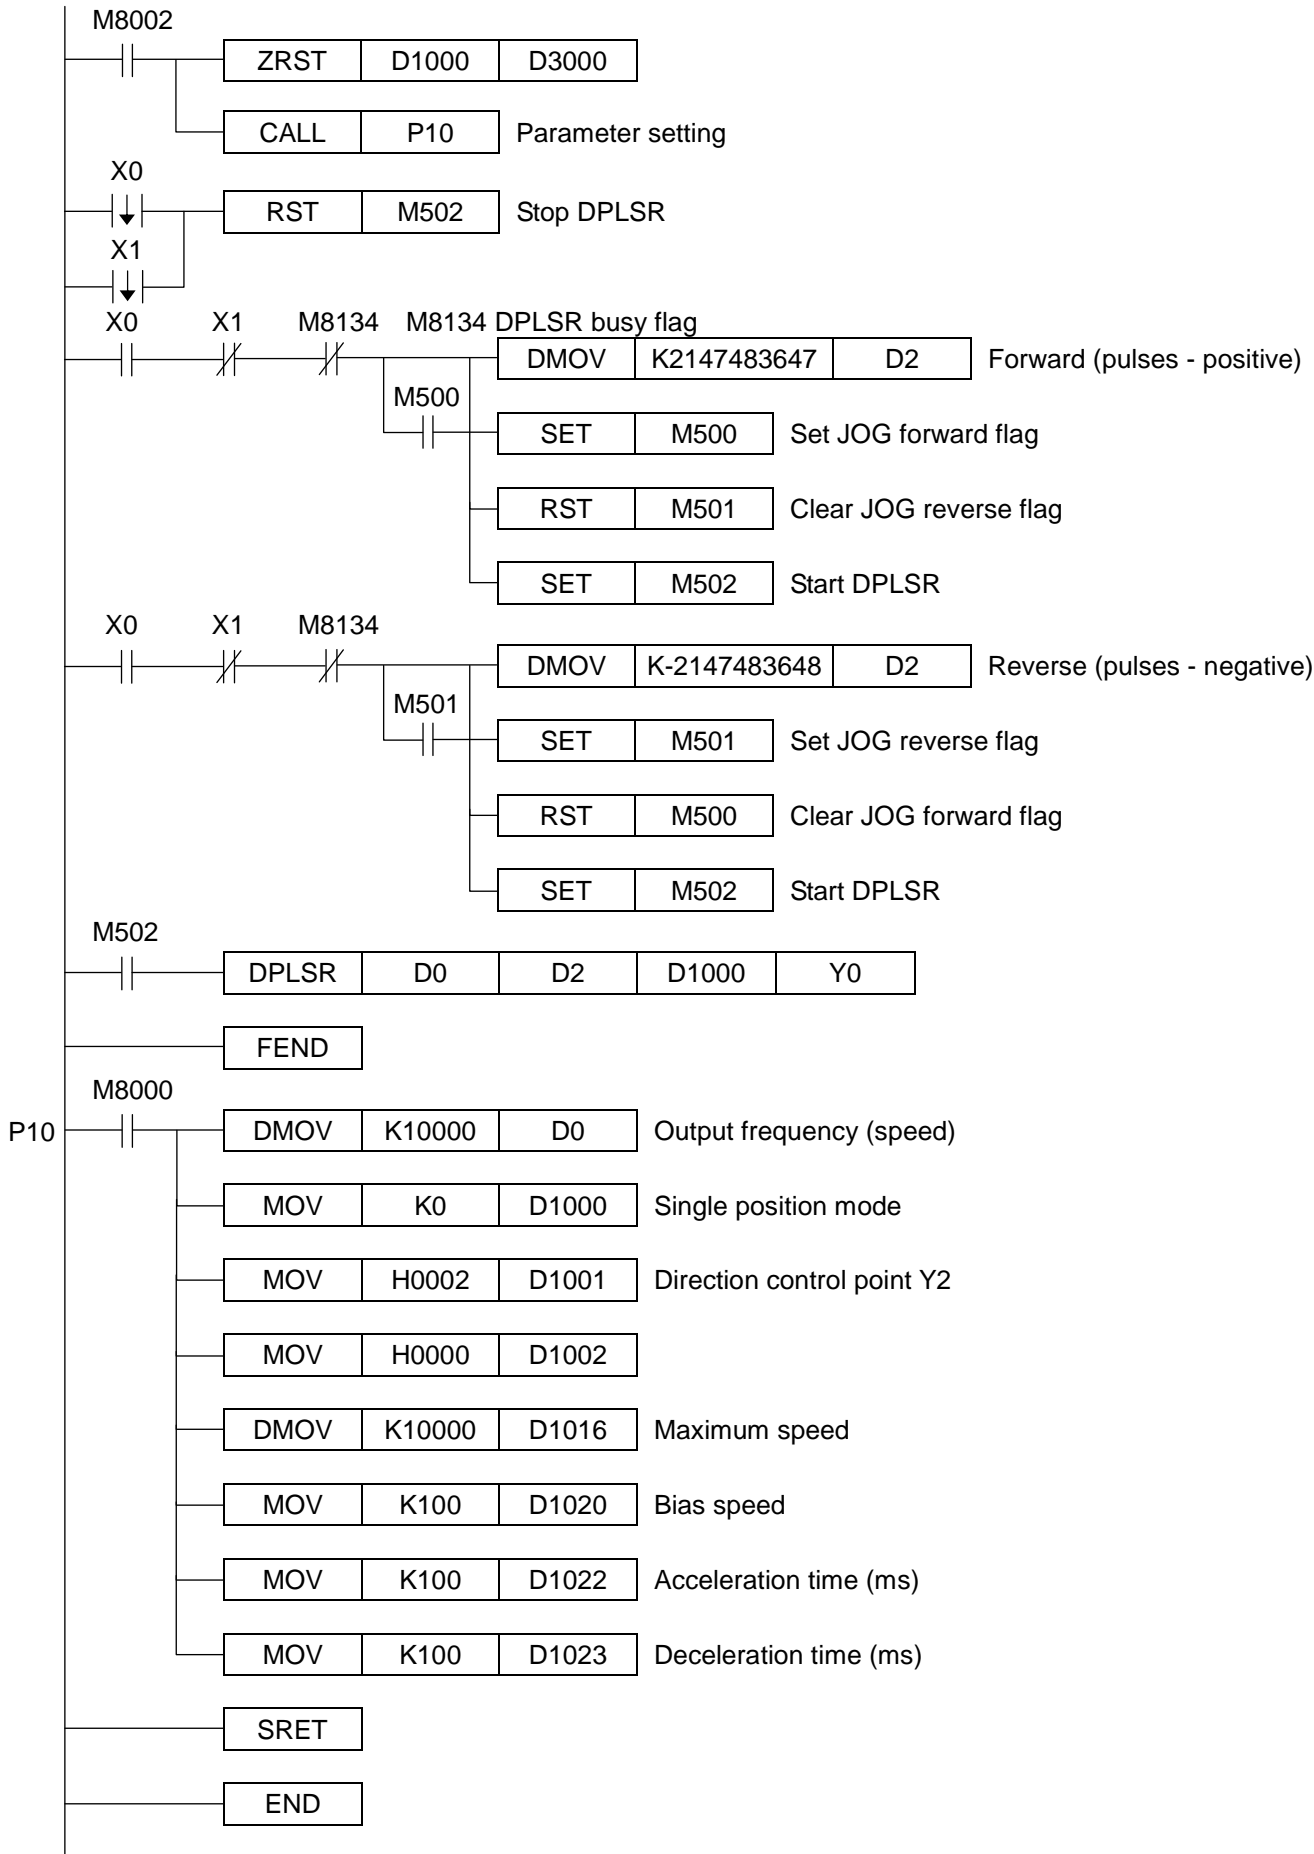 M8002
ZRST D1000 D3000
CALL P10 Parameter setting
X0
RST M502 Stop DPLSR
X1
X0 X1 M8134 M8134 DPLSR busy flag
DMOV K2147483647 D2 Forward (pulses - positive)
M500
SET M500 Set JOG forward flag
RST M501 Clear JOG reverse flag
SET M502 Start DPLSR
X0 X1 M8134
DMOV K-2147483648 D2 Reverse (pulses - negative)
M501
SET M501 Set JOG reverse flag
RST M500 Clear JOG forward flag
SET M502 Start DPLSR
M502
DPLSR D0 D2 D1000 Y0
FEND
M8000
P10 DMOV K10000 D0 Output frequency (speed)
MOV K0 D1000 Single position mode
MOV H0002 D1001 Direction control point Y2
MOV H0000 D1002
DMOV K10000 D1016 Maximum speed
MOV K100 D1020 Bias speed
MOV K100 D1022 Acceleration time (ms)
MOV K100 D1023 Deceleration time (ms)
SRET
END